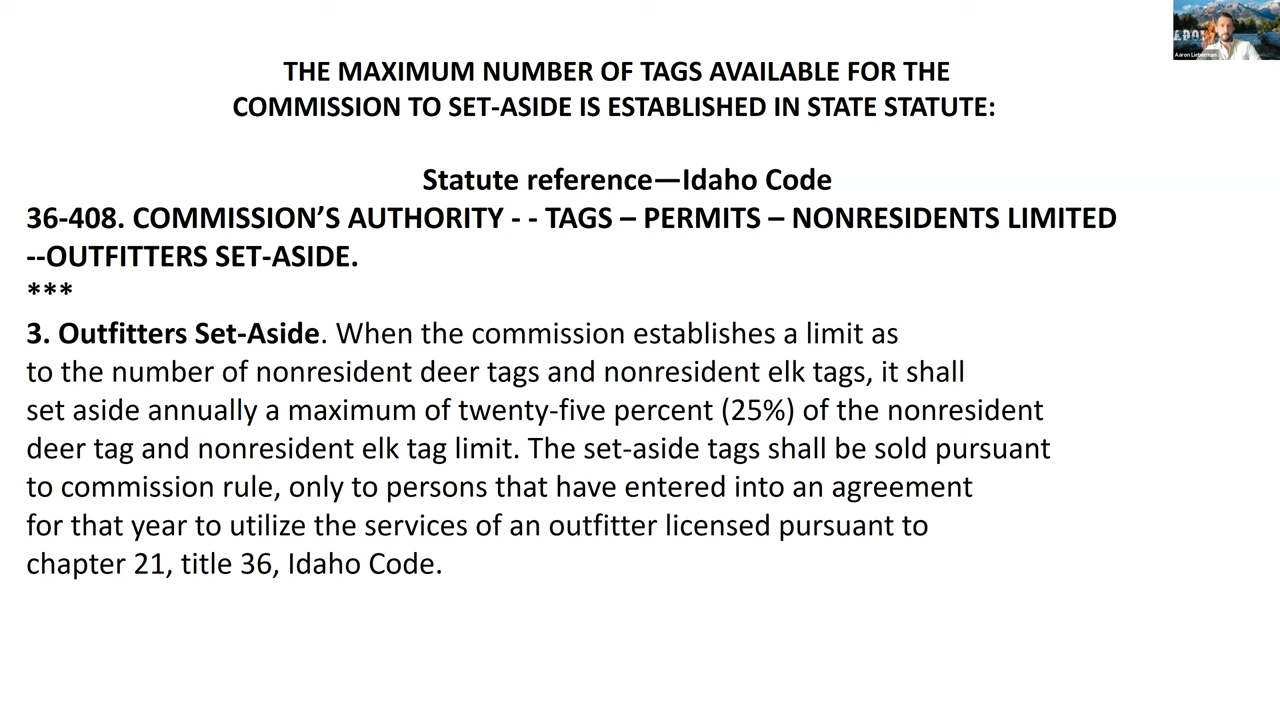 THE MAXIMUM NUMBER OF TAGS AVAILABLE FOR THE
COMMISSION TO SET-ASIDE IS ESTABLISHED IN STATE STATUTE:
Statute reference—Idaho Code
36-408. COMMISSION’S AUTHORITY - - TAGS – PERMITS – NONRESIDENTS LIMITED
--OUTFITTERS SET-ASIDE.
***
3. Outfitters Set-Aside. When the commission establishes a limit as
to the number of nonresident deer tags and nonresident elk tags, it shall
set aside annually a maximum of twenty-five percent (25%) of the nonresident
deer tag and nonresident elk tag limit. The set-aside tags shall be sold pursuant
to commission rule, only to persons that have entered into an agreement
for that year to utilize the services of an outfitter licensed pursuant to
chapter 21, title 36, Idaho Code.
Aaron Lieberman